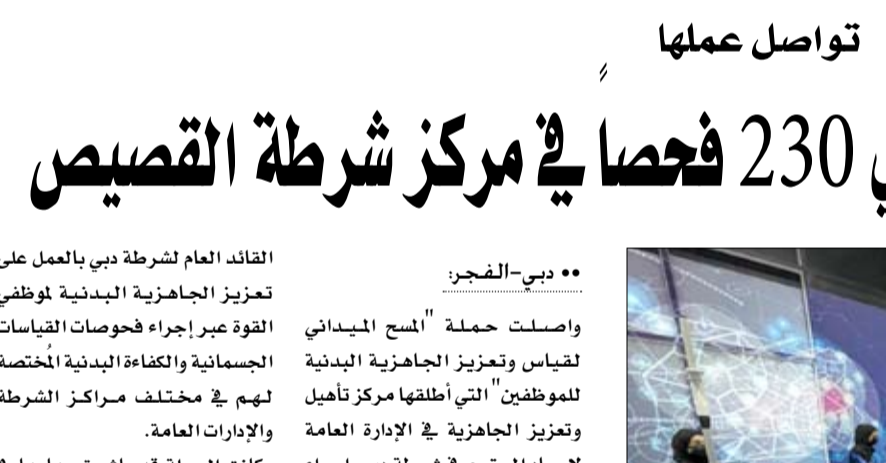 تواصل عملها
230 فحصاً في مركز شرطة القصيص
•• دبي-الفجر:
واصلت حملة "المسح الميداني
لقياس وتعزيز الجاهزية البدنية
للموظفين" التي أطلقها مركز تأهيل
وتعزيز الجاهزية في الإدارة العامة
القائد العام لشرطة دبي بالعمل على
تعزيز الجاهزية البدنية لموظفي
القوة عبر إجراء فحوصات القياسات
الجسمانية والكفاءة البدنية المُختصة
لهم في مختلف مراكز الشرطة
والإدارات العامة.